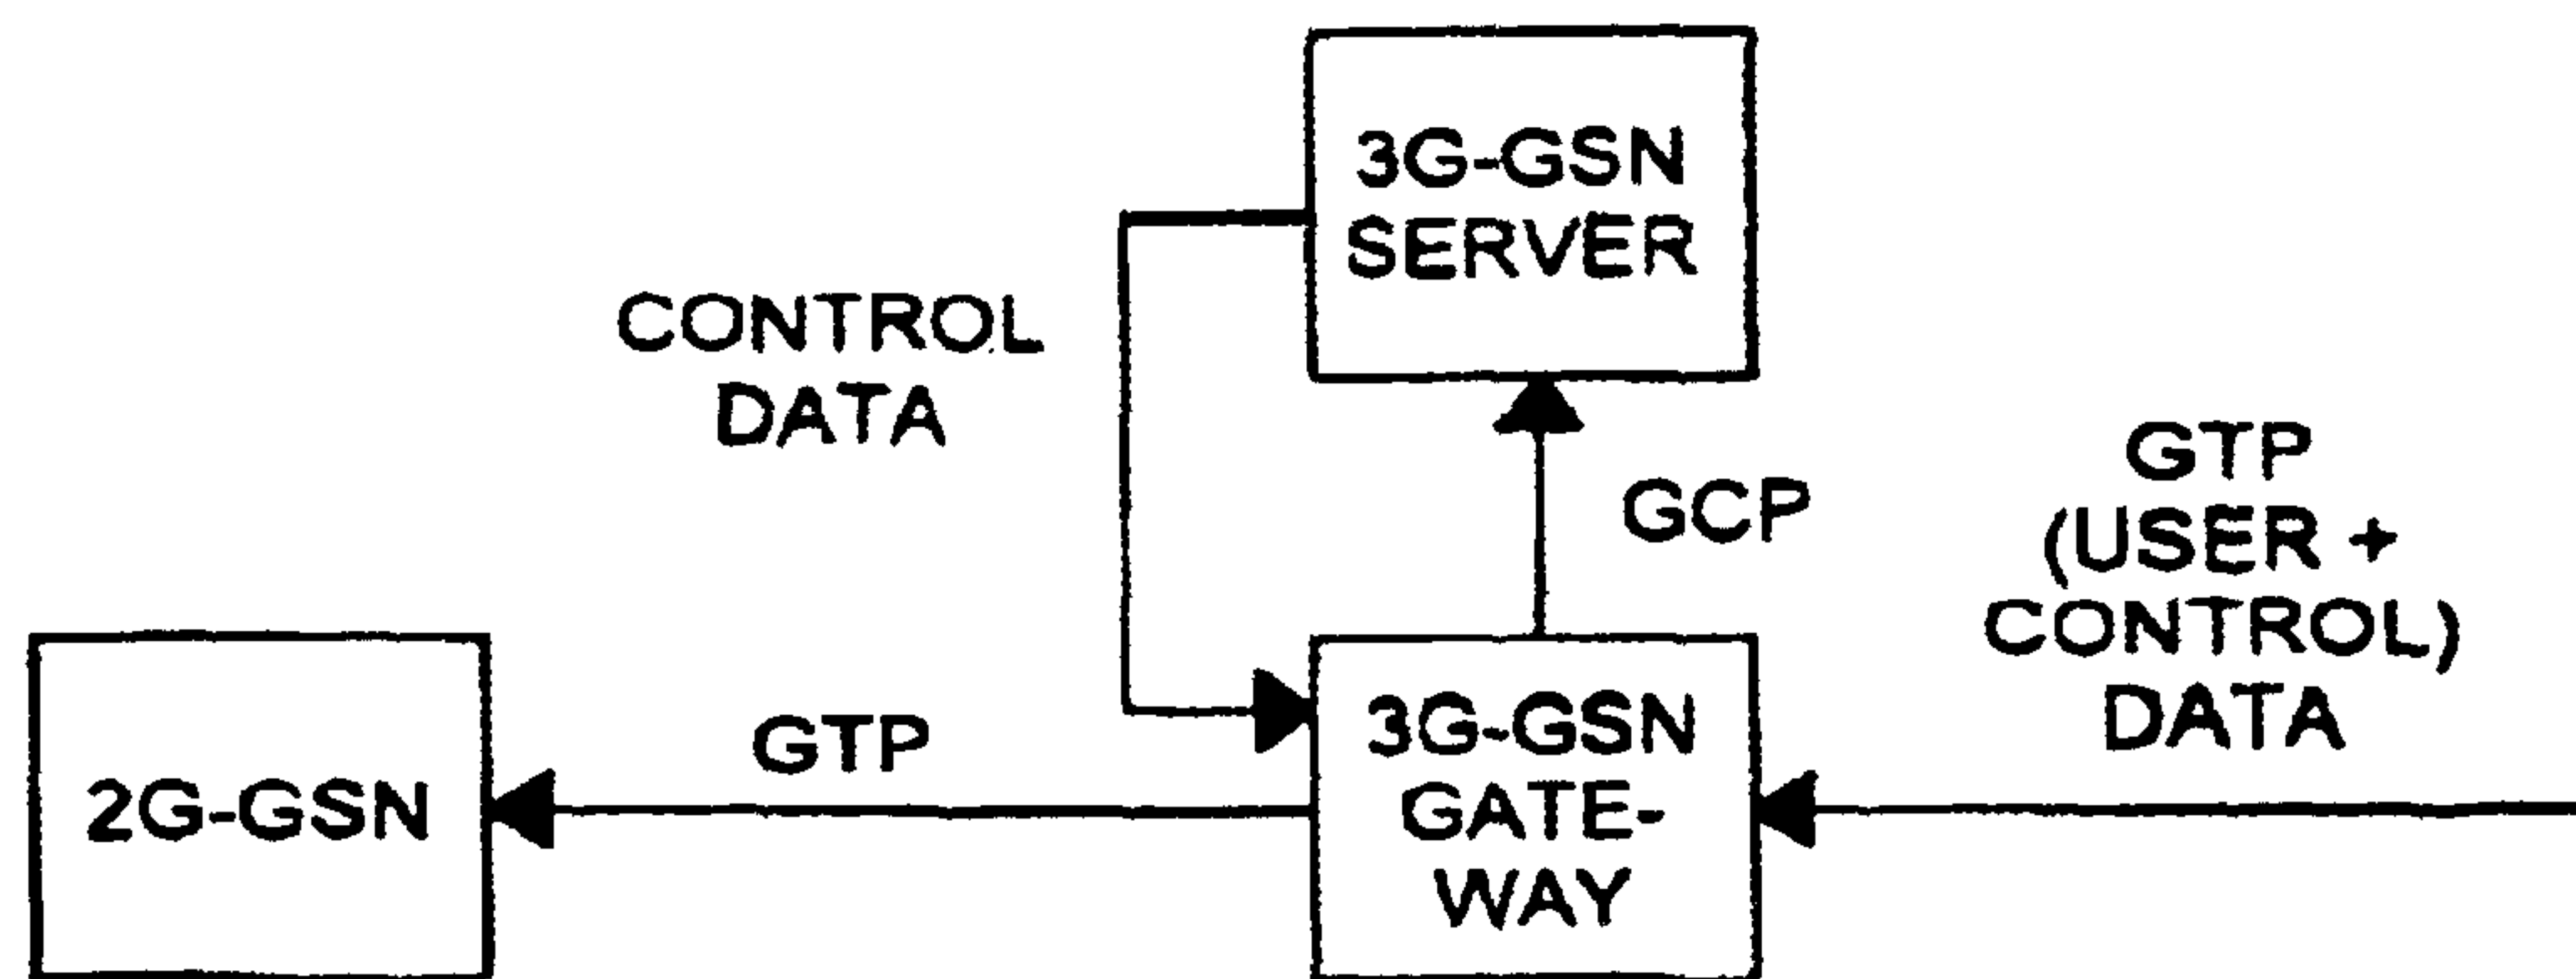 3G-GSN
SERVER
CONTROL
DATA
GCP
GTP
(USER +
CONTROL)
DATA
2G-GSN
GTP
3G-GSN
GATE-
WAY